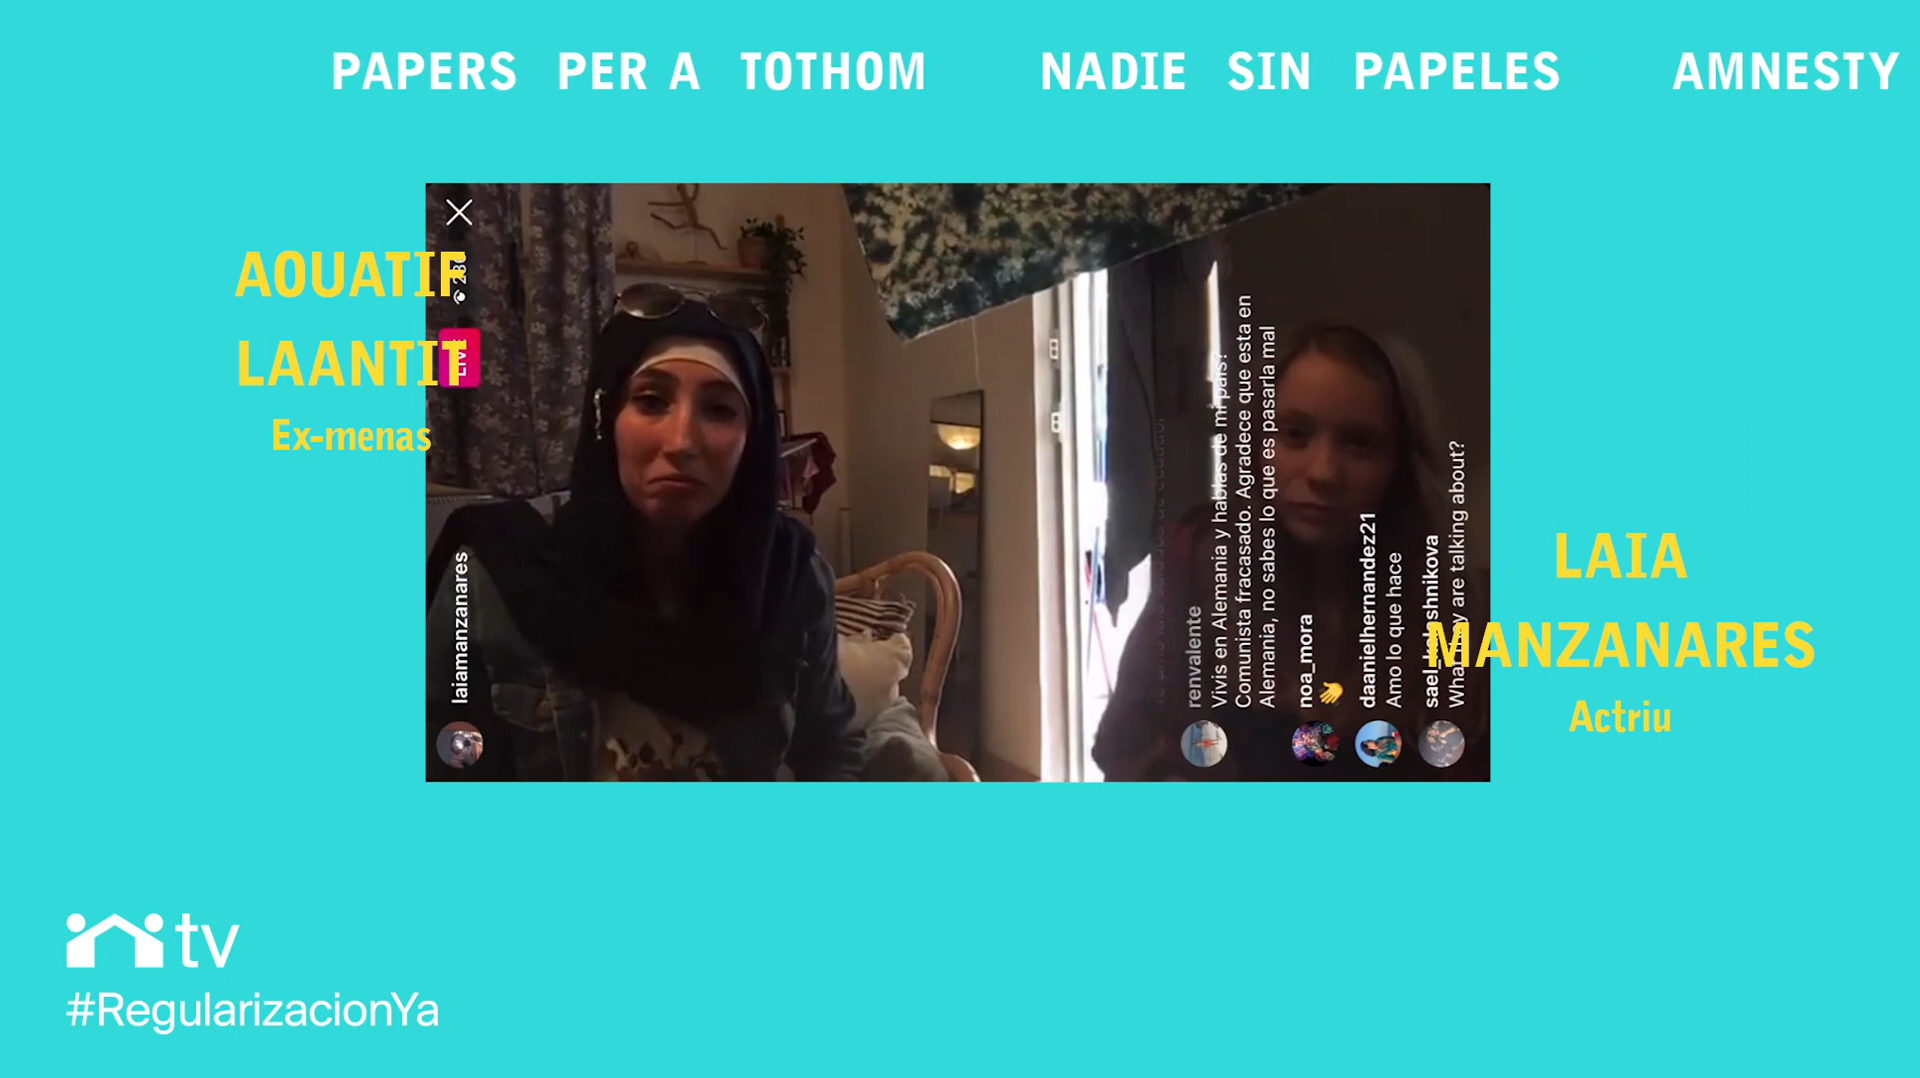 PAPERS PER A TOTHOM NADIE SIN PAPELES AMNESTY
AOUATIF
LAANTIT
Ex-menas
LIVE
laiamanzanares
renvalente
Vivis en Alemania y hablas de mi pais?
Comunista fracasado. Agradece que esta en
Alemania, no sabes lo que es pasarla mal
noa_mora
👋
daanielhernandez21
Amo lo que hace
What are talking about?
LAIA
MANZANARES
Actriu
tv
#RegularizacionYa